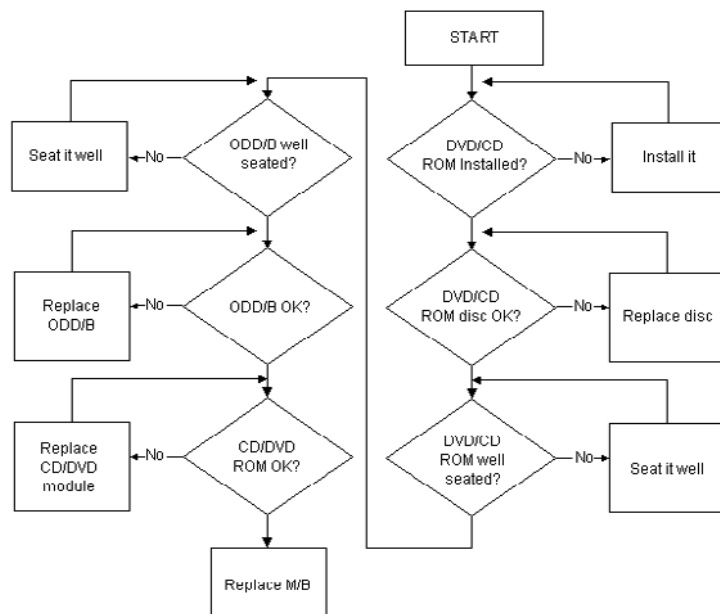 START
DVD/CD
ROM Installed?
No
Install it
DVD/CD
ROM disc OK?
No
Replace disc
DVD/CD
ROM well
seated?
No
Seat it well
ODD/D well
seated?
No
Seat it well
ODD/B OK?
No
Replace
ODD/B
CD/DVD
ROM OK?
No
Replace
CD/DVD
module
Replace M/B